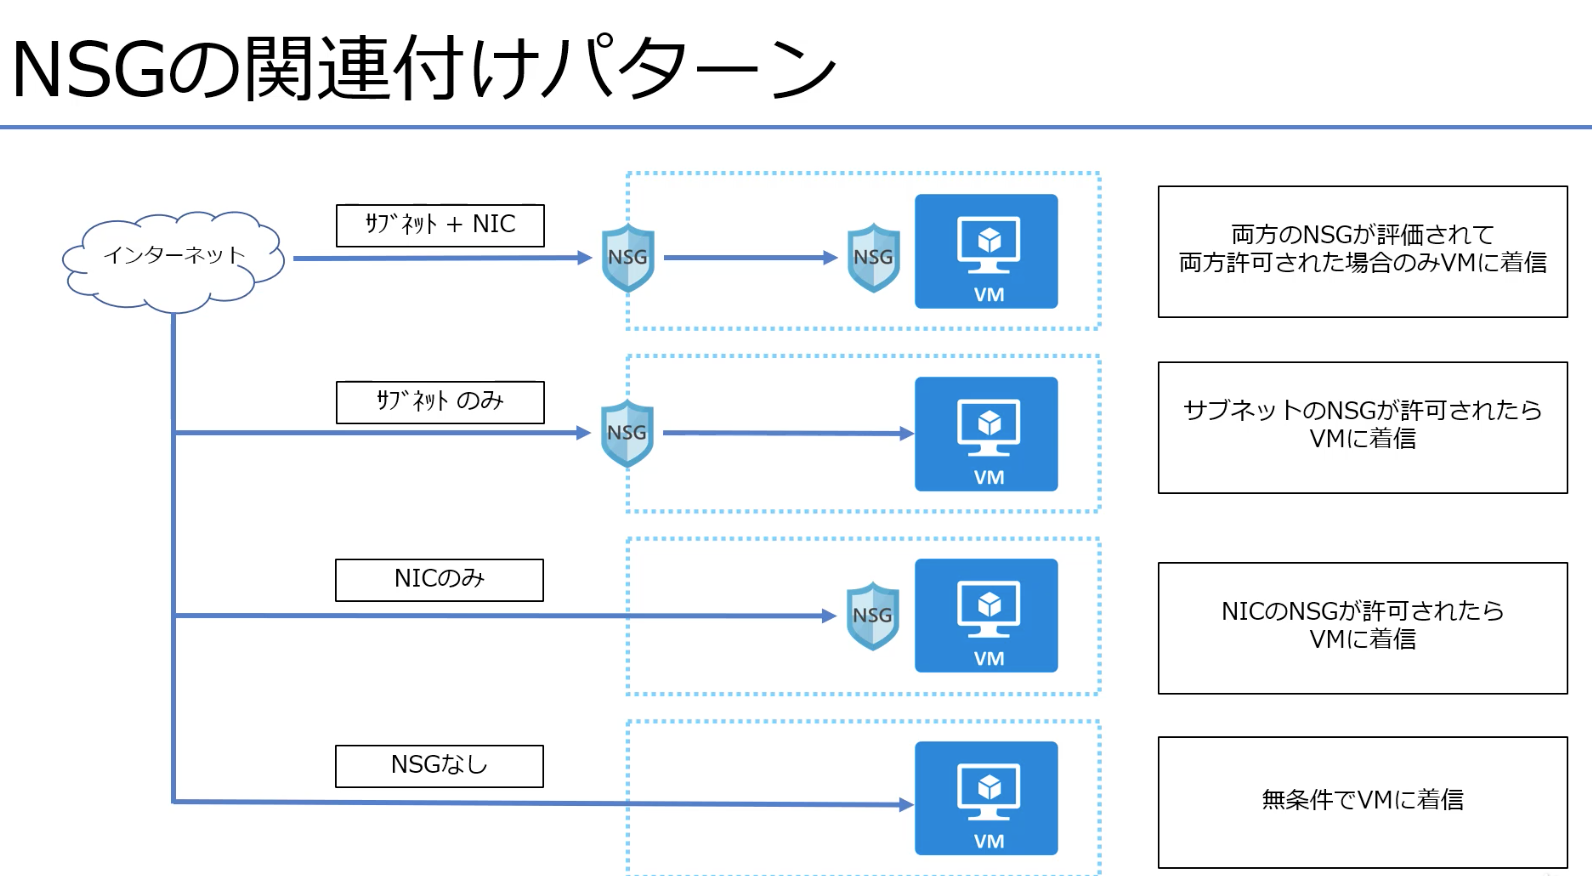 NSGの関連付けパターン
インターネット
ｻﾌﾞﾈｯﾄ + NIC
NSG
NSG
VM
両方のNSGが評価されて
両方許可された場合のみVMに着信
ｻﾌﾞﾈｯﾄ のみ
NSG
VM
サブネットのNSGが許可されたら
VMに着信
NICのみ
NSG
VM
NICのNSGが許可されたら
VMに着信
NSGなし
VM
無条件でVMに着信